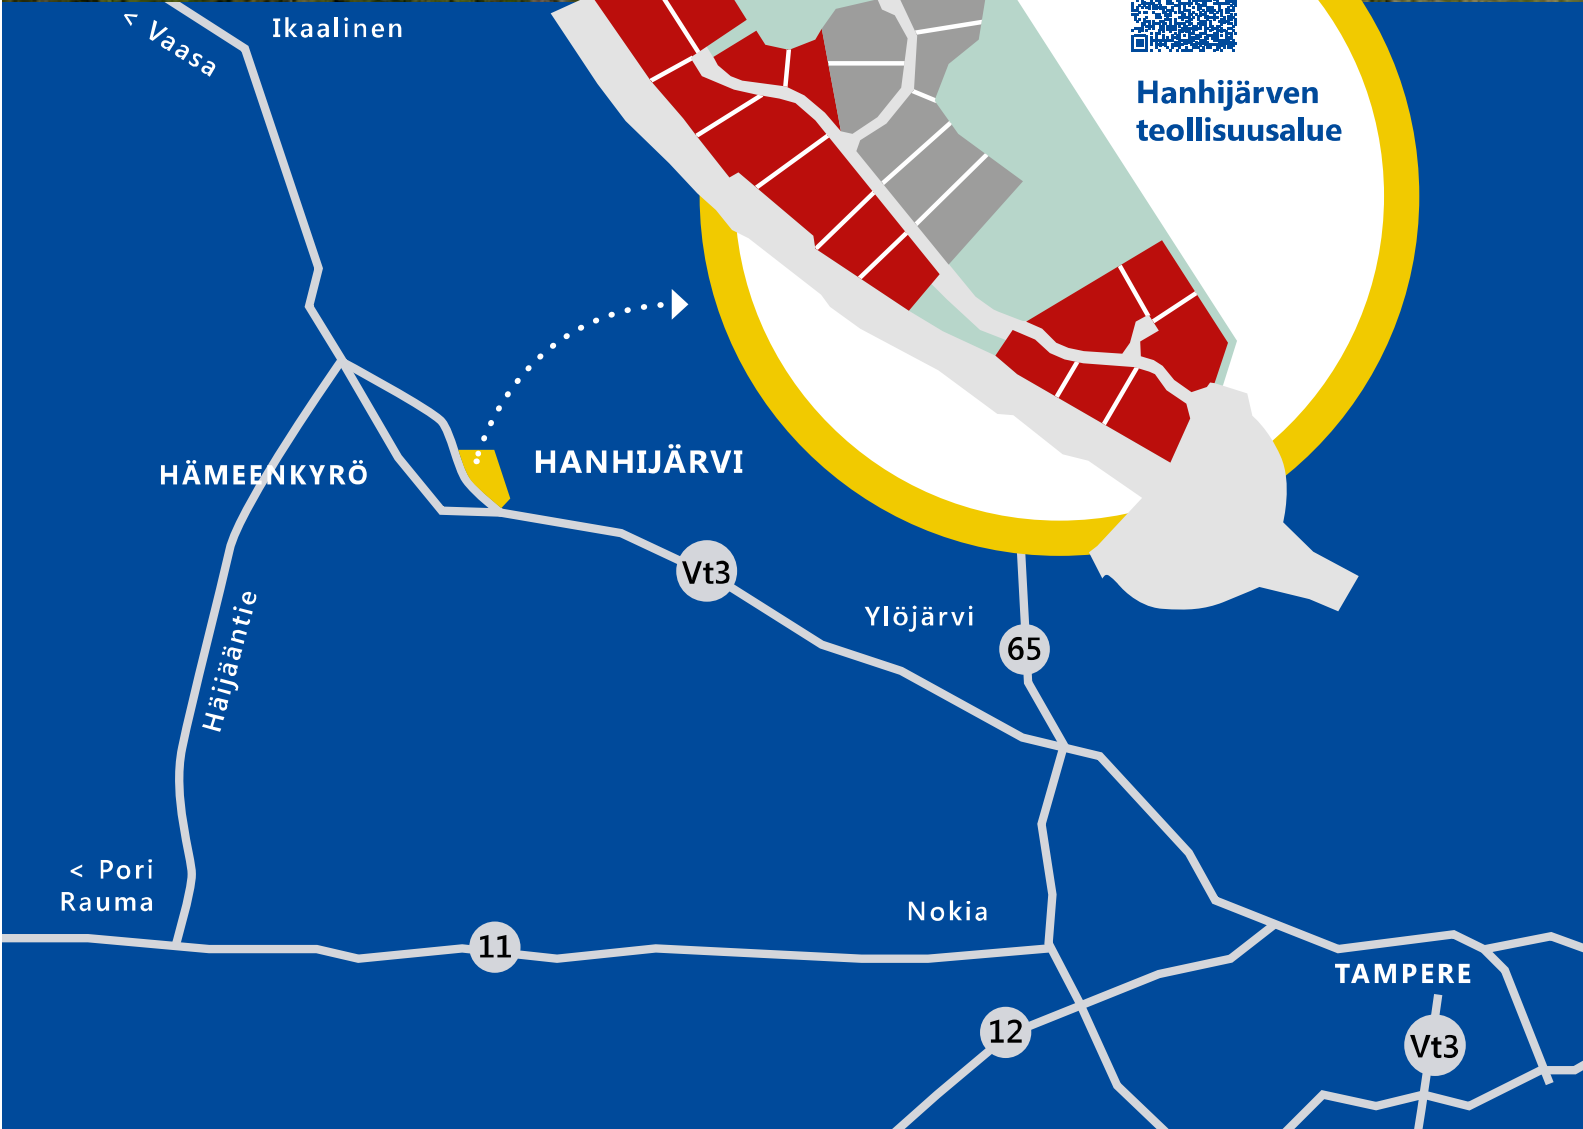 < Vaasa
Ikaalinen
Hanhijärven
teollisuusalue
HÄMEENKYRÖ
HANHIJÄRVI
Vt3
Häijääntie
Ylöjärvi
65
< Pori
Rauma
Nokia
11
TAMPERE
12
Vt3